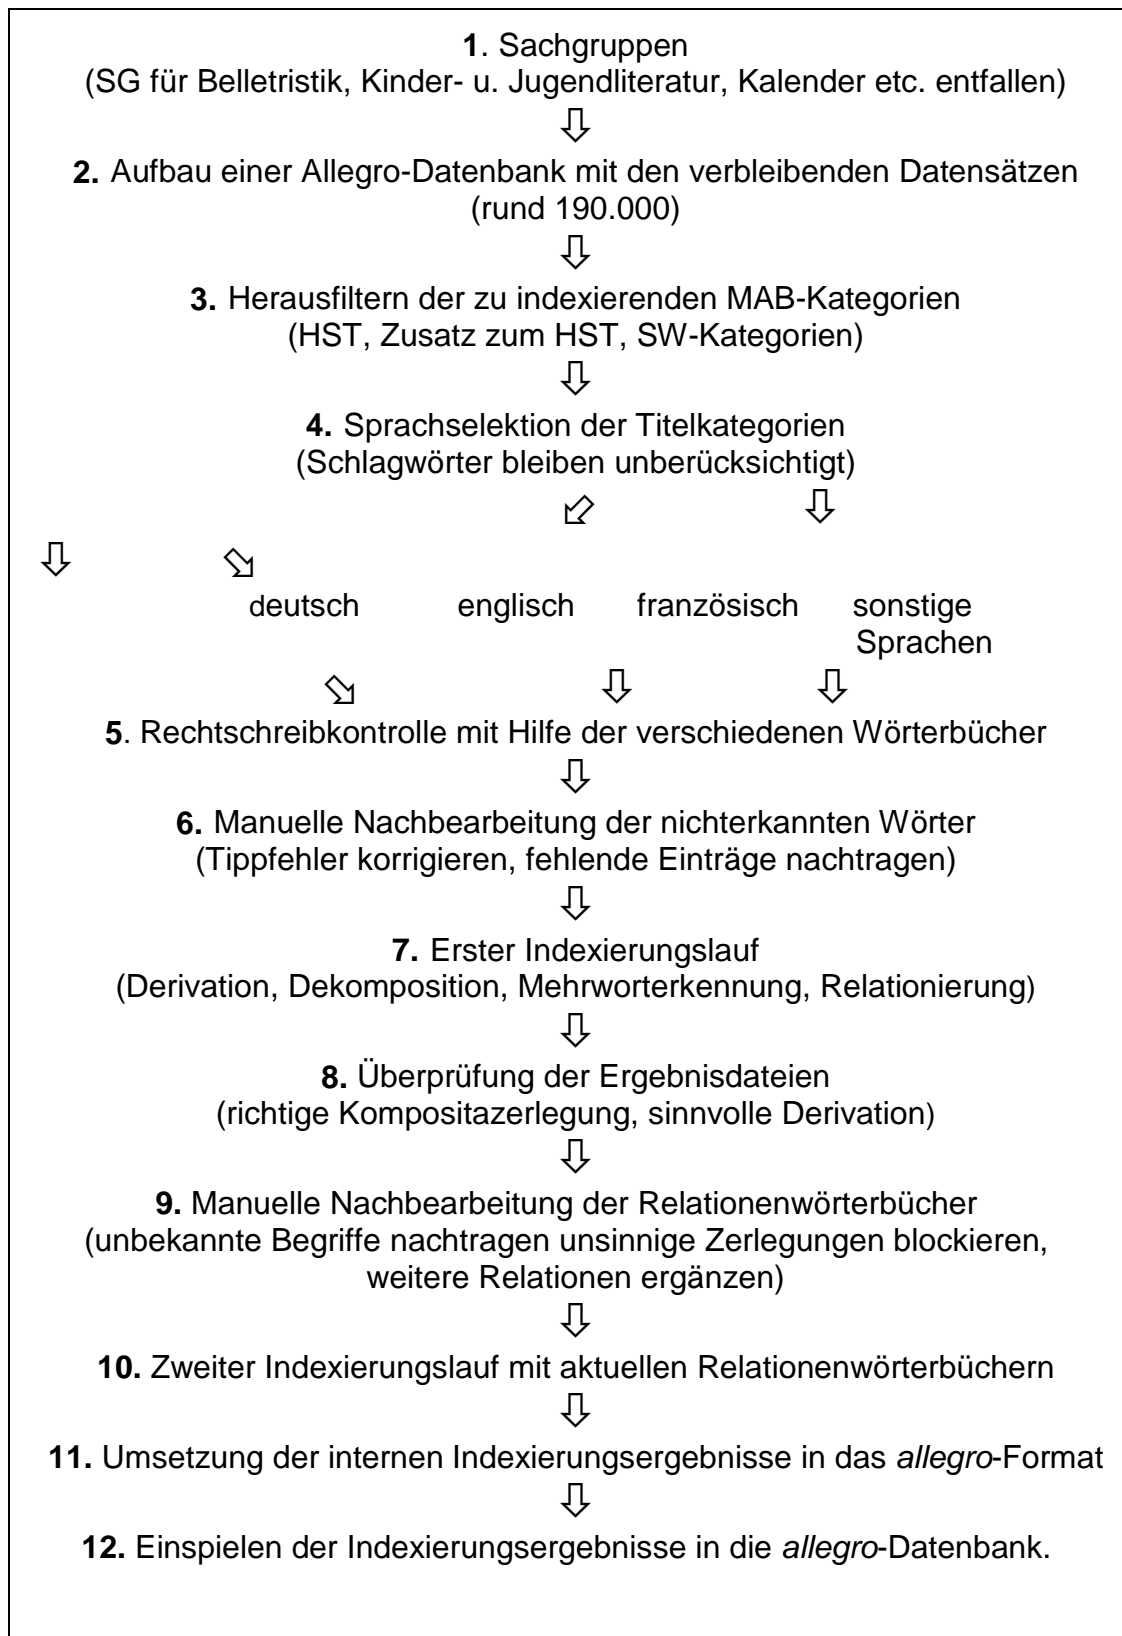 1. Sachgruppen
(SG für Belletristik, Kinder- u. Jugendliteratur, Kalender etc. entfallen)
⇩
2. Aufbau einer Allegro-Datenbank mit den verbleibenden Datensätzen
(rund 190.000)
⇩
3. Herausfiltern der zu indexierenden MAB-Kategorien
(HST, Zusatz zum HST, SW-Kategorien)
⇩
4. Sprachselektion der Titelkategorien
(Schlagwörter bleiben unberücksichtigt)
deutsch englisch französisch sonstige
Sprachen
5. Rechtschreibkontrolle mit Hilfe der verschiedenen Wörterbücher
⇩
6. Manuelle Nachbearbeitung der nichterkannten Wörter
(Tippfehler korrigieren, fehlende Einträge nachtragen)
⇩
7. Erster Indexierungslauf
(Derivation, Dekomposition, Mehrworterkennung, Relationierung)
⇩
8. Überprüfung der Ergebnisdateien
(richtige Kompositazerlegung, sinnvolle Derivation)
⇩
9. Manuelle Nachbearbeitung der Relationenwörterbücher
(unbekannte Begriffe nachtragen unsinnige Zerlegungen blockieren,
weitere Relationen ergänzen)
⇩
10. Zweiter Indexierungslauf mit aktuellen Relationenwörterbüchern
⇩
11. Umsetzung der internen Indexierungsergebnisse in das allegro-Format
⇩
12. Einspielen der Indexierungsergebnisse in die allegro-Datenbank.